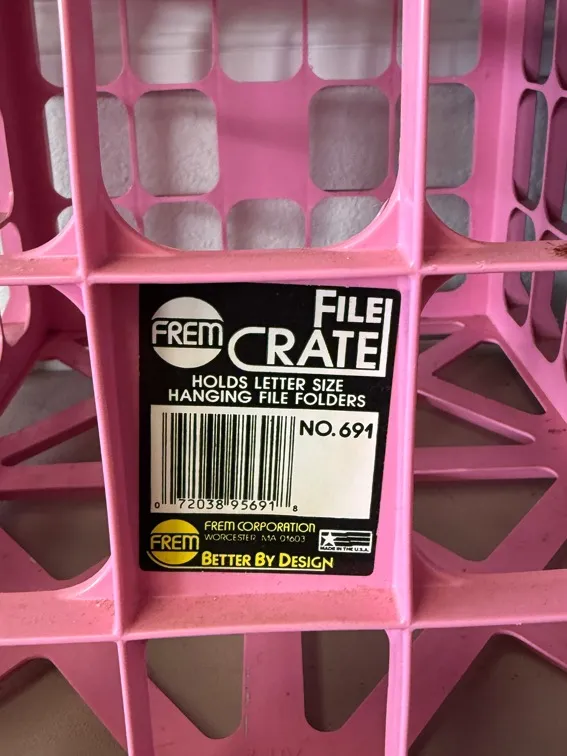 FREM
FILE
CRATE
HOLDS LETTER SIZE
HANGING FILE FOLDERS
NO. 691
0 72038 95691 8
FREM
FREM CORPORATION
WORCESTER, MA 01603
MADE IN THE U.S.A.
BETTER BY DESIGN